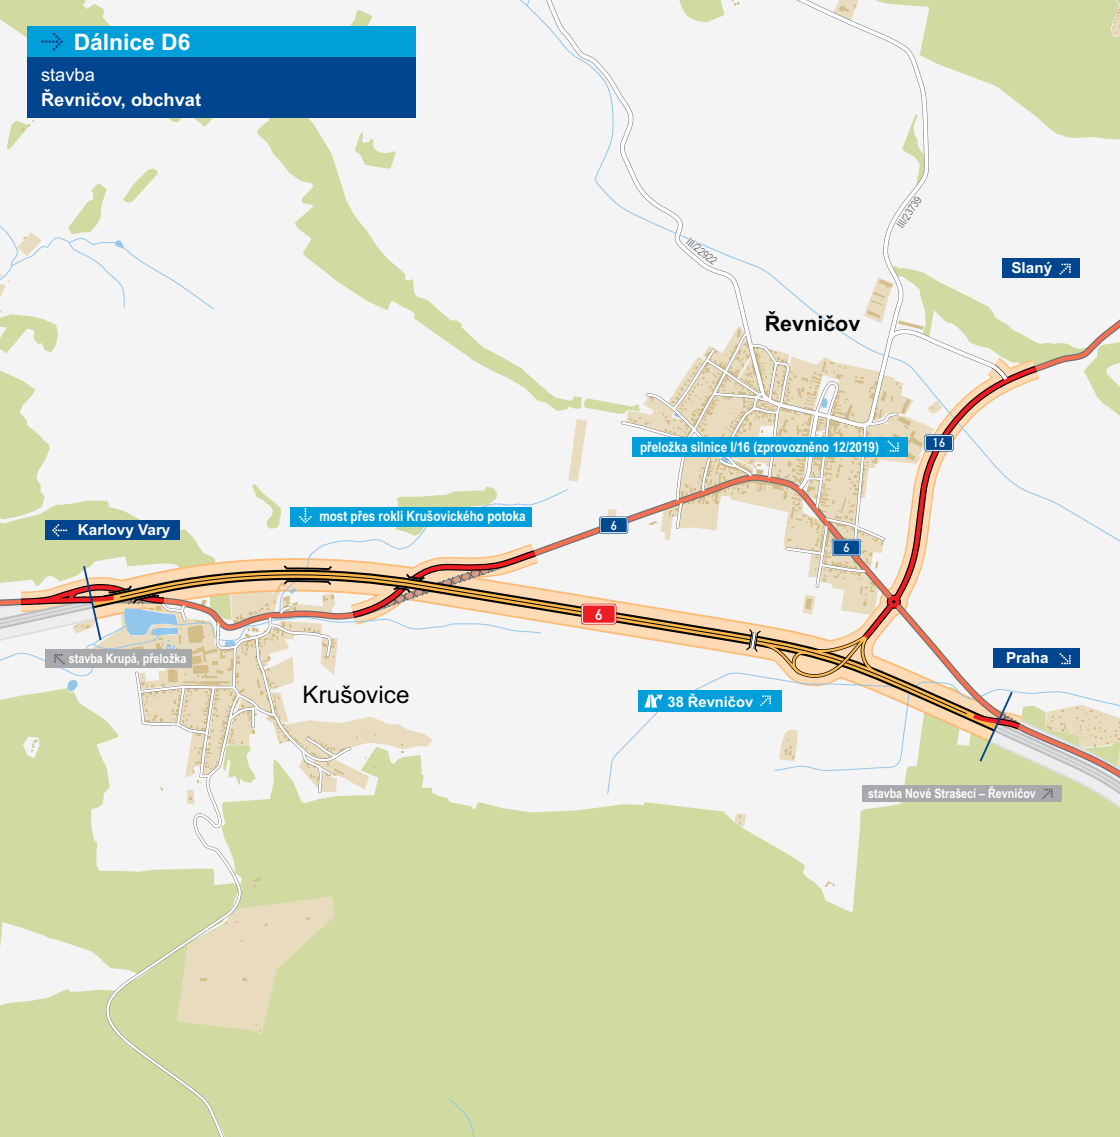 Dálnice D6
stavba
Řevničov, obchvat
III/23739
III/22922
Slaný
Řevničov
16
přeložka silnice I/16 (zprovozněno 12/2019)
most přes rokli Krušovického potoka
6
Karlovy Vary
6
6
stavba Krupá, přeložka
Praha
Krušovice
38 Řevničov
stavba Nové Strašecí – Řevničov